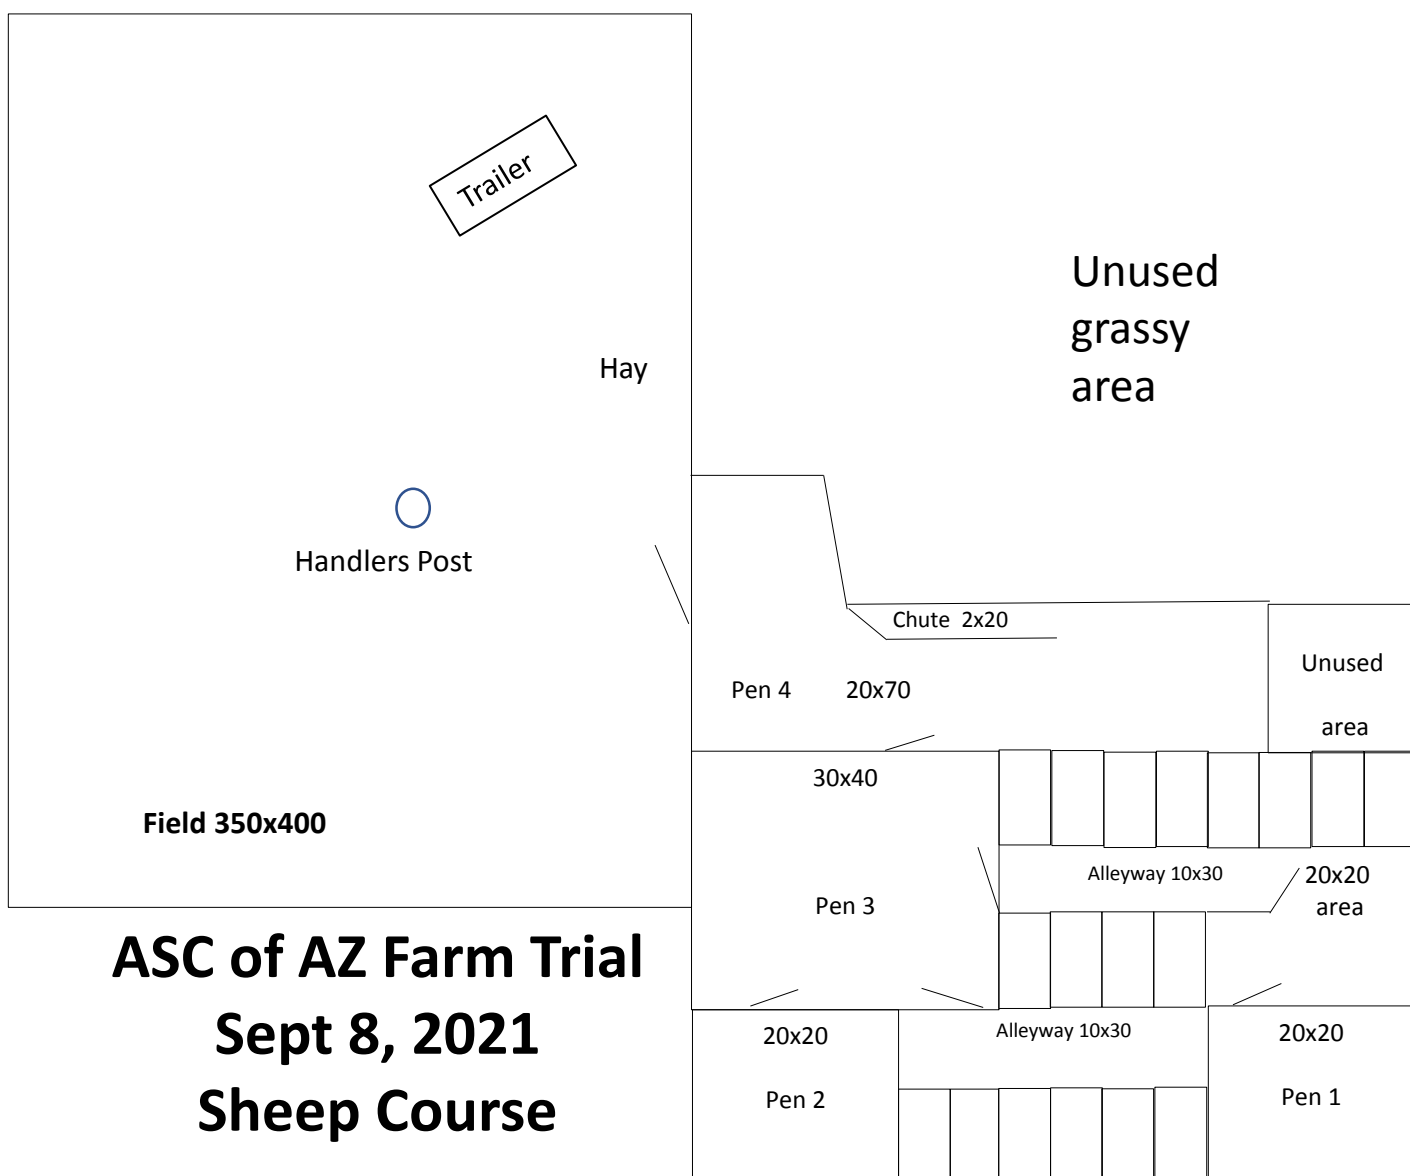 Trailer
Unused
grassy
area
Hay
Handlers Post
Chute 2x20
Unused
area
Pen 4 20x70
30x40
Field 350x400
Alleyway 10x30
20x20
area
Pen 3
ASC of AZ Farm Trial
Sept 8, 2021
Sheep Course
20x20
Pen 2
Alleyway 10x30
20x20
Pen 1